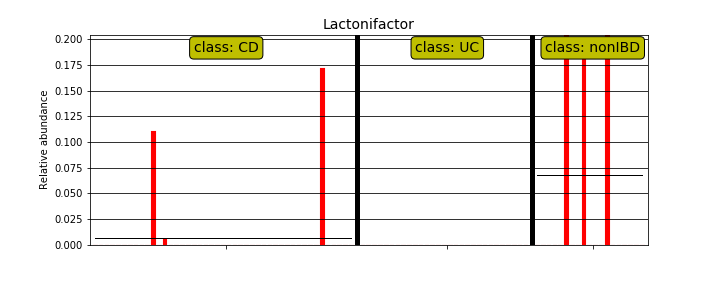 Lactonifactor
class: CD
class: UC
class: nonIBD
Relative abundance
0.200
0.175
0.150
0.125
0.100
0.075
0.050
0.025
0.000